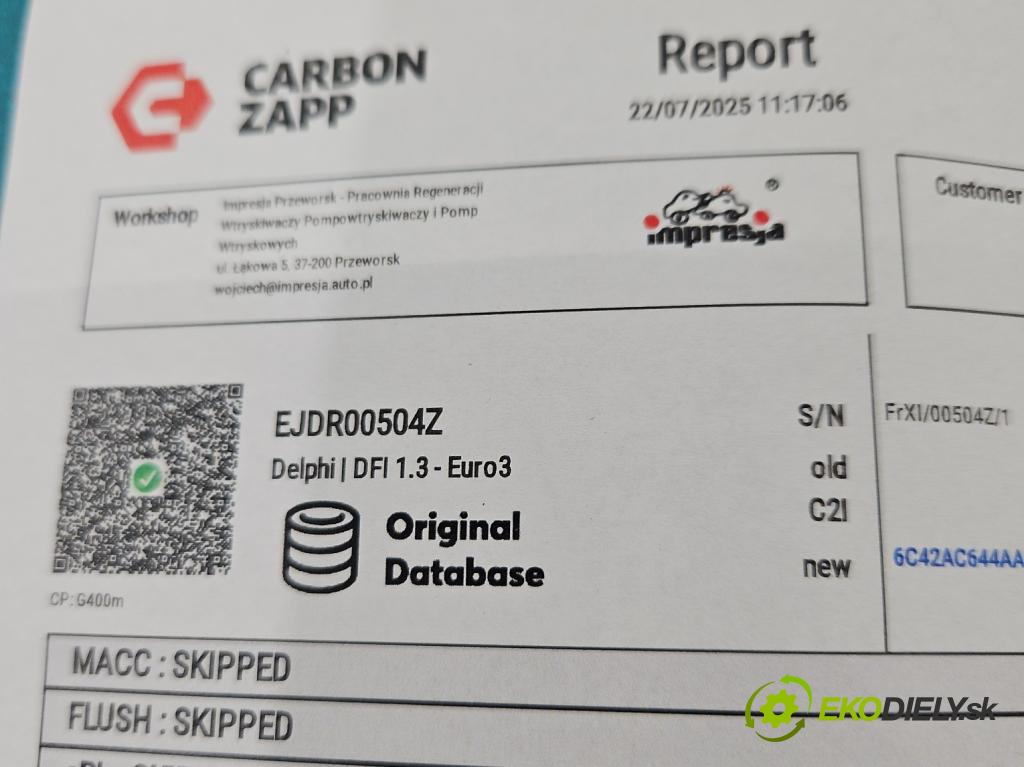 CARBON
ZAPP
Report
22/07/2025 11:17:06
Workshop
Impresja Przeworsk - Pracownia Regeneracji
Wtryskiwaczy Pompowtryskiwaczy i Pomp
Wtryskowych
ul. Łąkowa 5, 37-200 Przeworsk
wojciech@impresja.auto.pl
impresja ®
Customer
EJDR00504Z
Delphi | DFI 1.3 - Euro3
Original
Database
S/N FrXI/00504Z/1
old
C2I
new 6C42AC644AA
CP: G400m
MACC : SKIPPED
FLUSH : SKIPPED
EKODIELY.sk